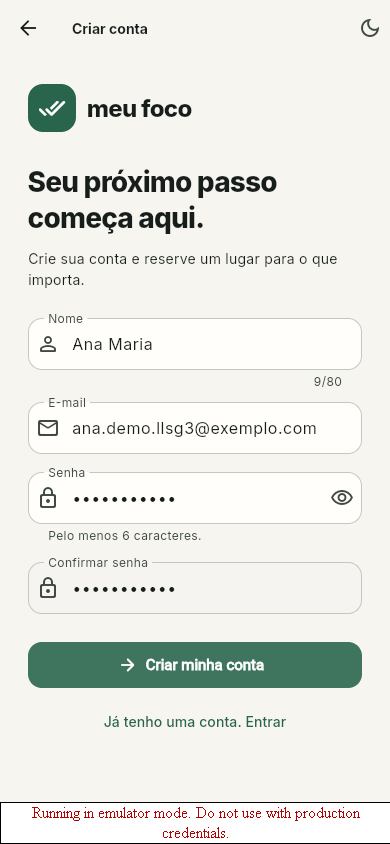 Criar conta
meu foco
Seu próximo passo
começa aqui.
Crie sua conta e reserve um lugar para o que
importa.
Nome
Ana Maria
9/80
E-mail
ana.demo.llsg3@exemplo.com
Senha
•••••••••••
Pelo menos 6 caracteres.
Confirmar senha
•••••••••••
Criar minha conta
Já tenho uma conta. Entrar
Running in emulator mode. Do not use with production
credentials.